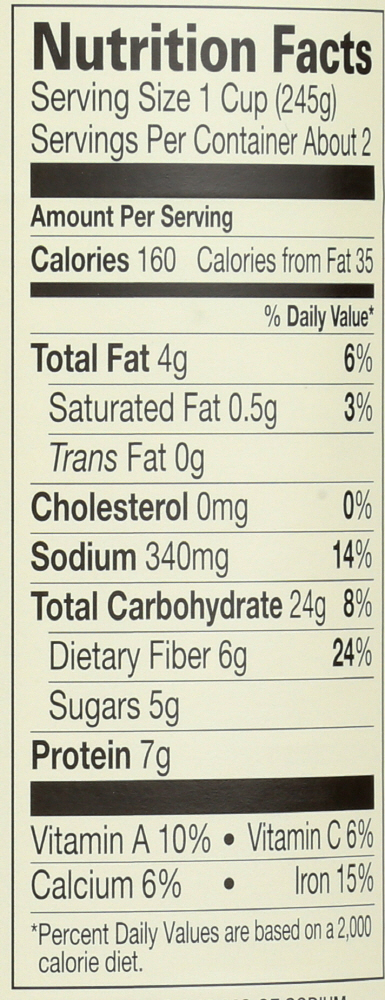 Nutrition Facts
Serving Size 1 Cup (245g)
Servings Per Container About 2
Amount Per Serving
Calories 160 Calories from Fat 35
% Daily Value*
Total Fat 4g 6%
Saturated Fat 0.5g 3%
Trans Fat 0g
Cholesterol 0mg 0%
Sodium 340mg 14%
Total Carbohydrate 24g 8%
Dietary Fiber 6g 24%
Sugars 5g
Protein 7g
Vitamin A 10% • Vitamin C 6%
Calcium 6% • Iron 15%
*Percent Daily Values are based on a 2,000
calorie diet.